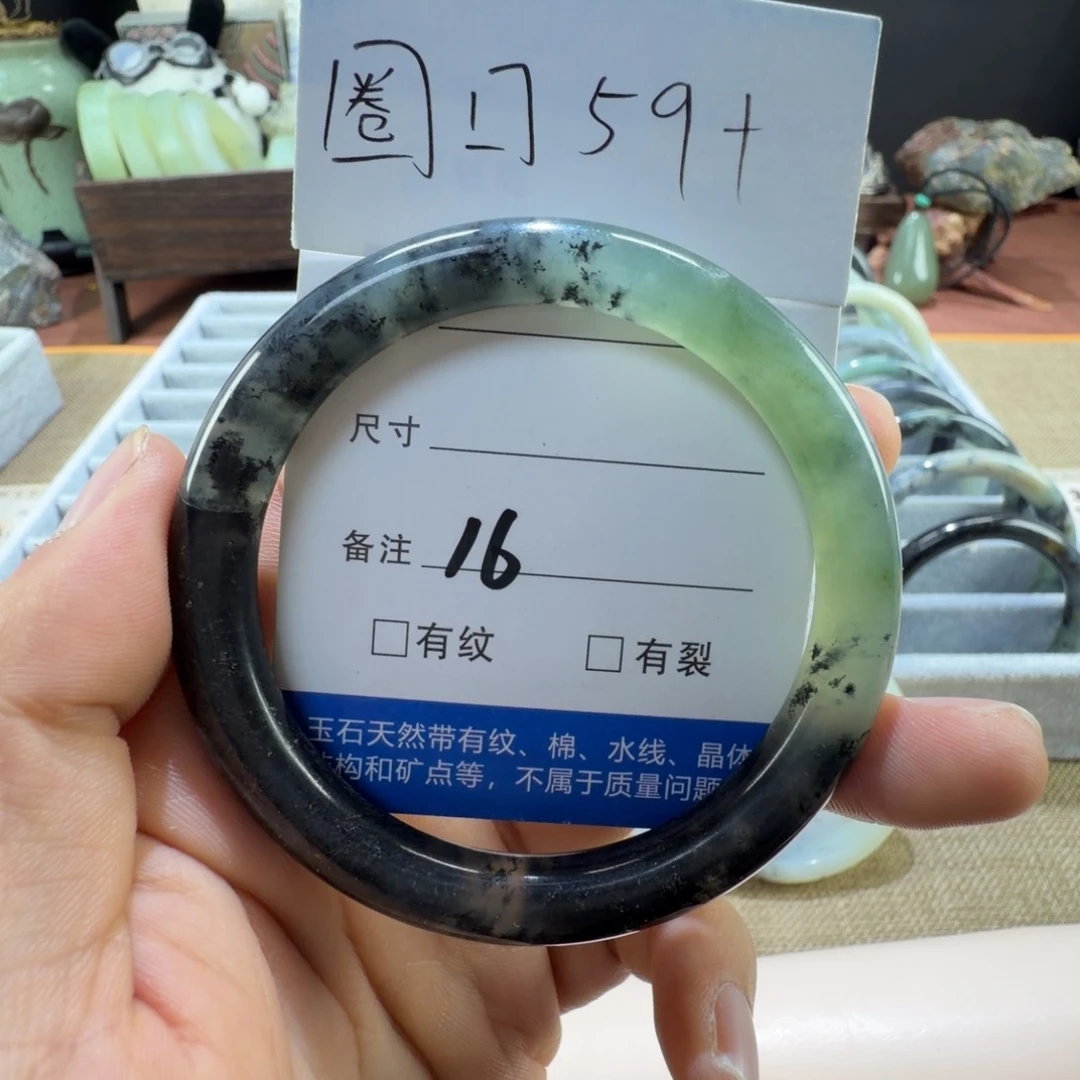 圈口59+
尺寸
备注 16
□有纹 □有裂
玉石天然带有纹、棉、水线、晶体
结构和矿点等，不属于质量问题